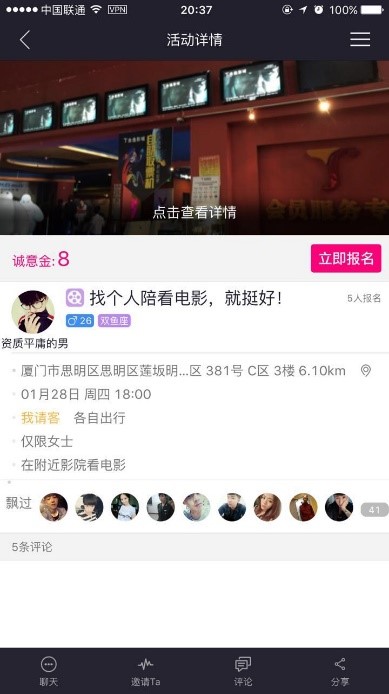 中国联通 VPN 20:37 100%
活动详情
会员服务
点击查看详情
诚意金:8 立即报名
找个人陪看电影，就挺好！ 5人报名
♂ 26 双鱼座
资质平庸的男
厦门市思明区思明区莲坂明...区 381号 C区 3楼 6.10km
01月28日 周四 18:00
我请客 各自出行
仅限女士
在附近影院看电影
飘过 41
5条评论
聊天 邀请Ta 评论 分享